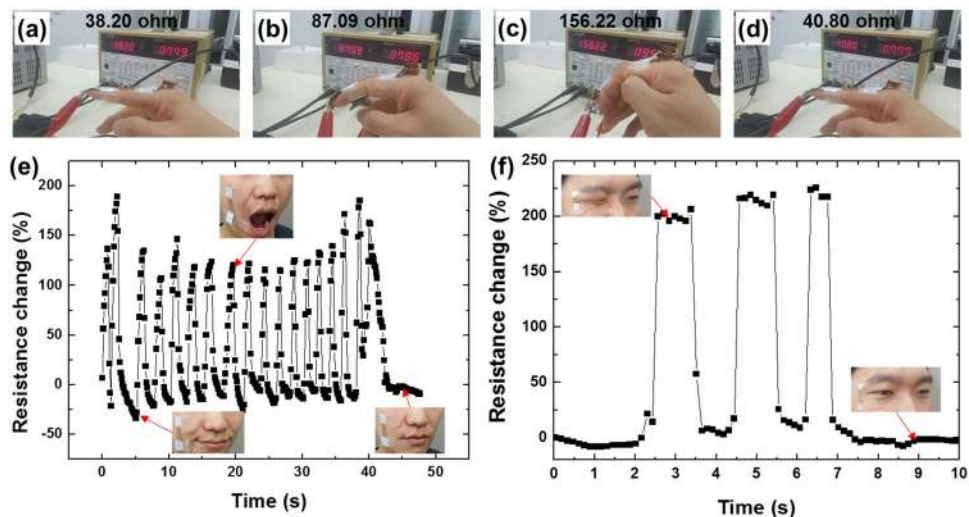 (a) 38.20 ohm
(b) 87.09 ohm
(c) 156.22 ohm
(d) 40.80 ohm
(e)
Resistance change (%)
200
150
100
50
0
-50
0 10 20 30 40 50
Time (s)
(f)
Resistance change (%)
250
200
150
100
50
0
0 1 2 3 4 5 6 7 8 9 10
Time (s)